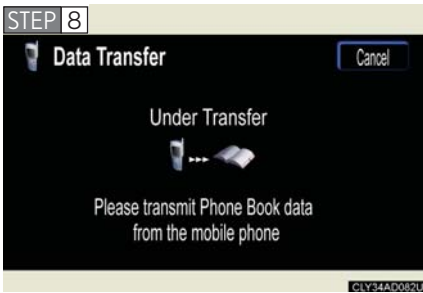 STEP 8
Data Transfer
Cancel
Under Transfer
Please transmit Phone Book data
from the mobile phone
CLY34AD082U